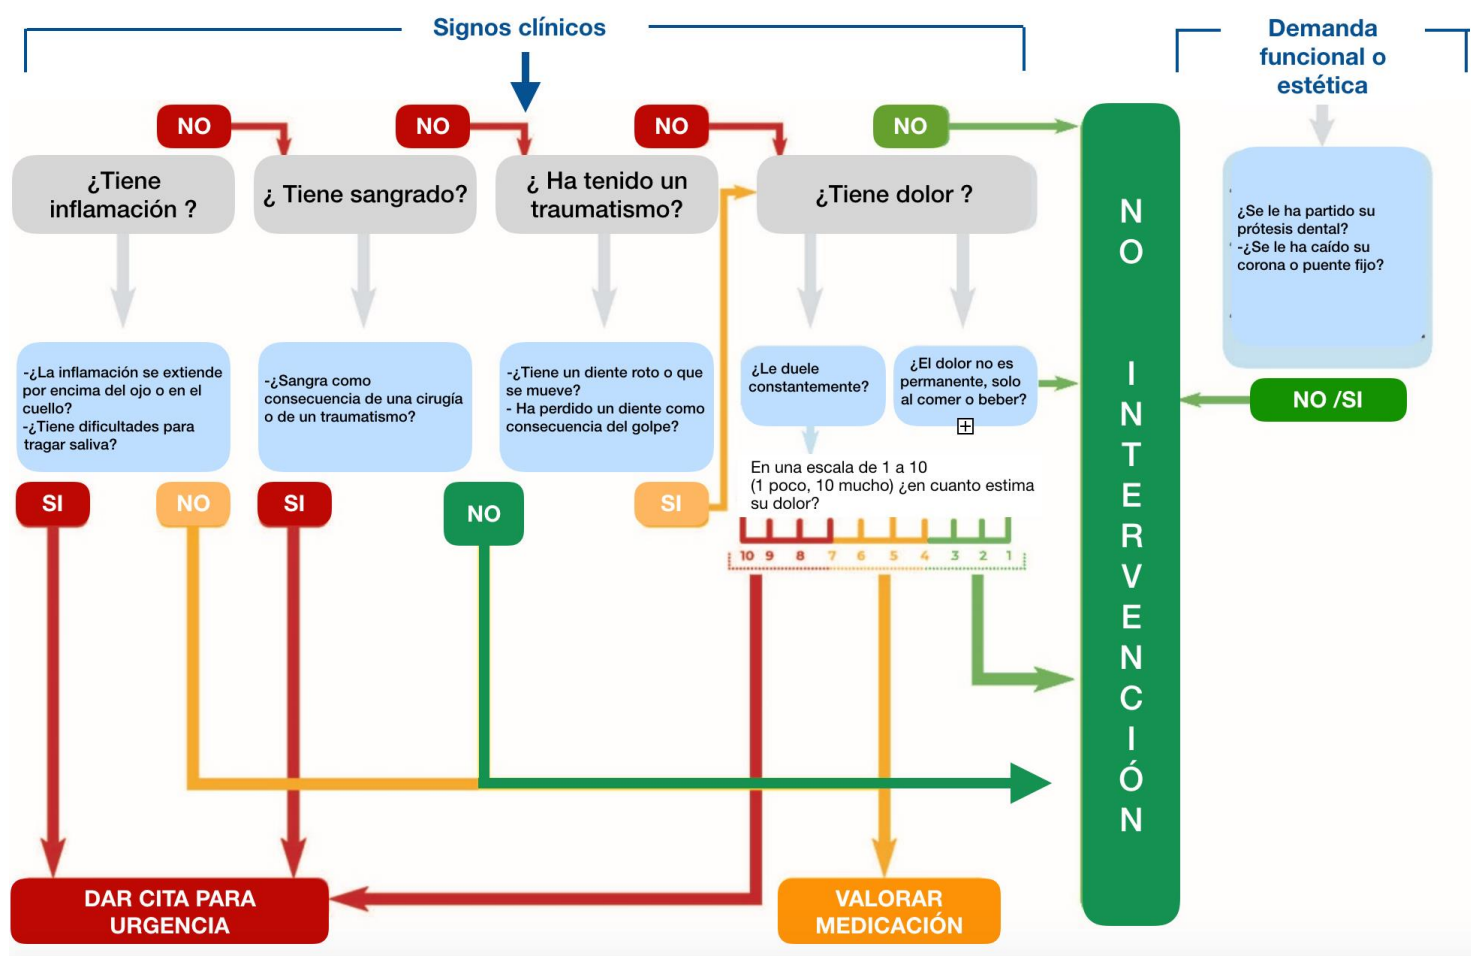 Signos clínicos
Demanda
funcional o
estética
NO
NO
NO
NO
¿Tiene
inflamación ?
¿ Tiene sangrado?
¿ Ha tenido un
traumatismo?
¿Tiene dolor ?
-¿La inflamación se extiende
por encima del ojo o en el
cuello?
-¿Tiene dificultades para
tragar saliva?
-¿Sangra como
consecuencia de una cirugía
o de un traumatismo?
-¿Tiene un diente roto o que
se mueve?
- Ha perdido un diente como
consecuencia del golpe?
¿Le duele
constantemente?
¿El dolor no es
permanente, solo
al comer o beber?
En una escala de 1 a 10
(1 poco, 10 mucho) ¿en cuanto estima
su dolor?
10 9 8 7 6 5 4 3 2 1
SI
NO
SI
NO
SI
NO INTERVENCIÓN
¿Se le ha partido su
prótesis dental?
-¿Se le ha caído su
corona o puente fijo?
NO /SI
DAR CITA PARA
URGENCIA
VALORAR
MEDICACIÓN